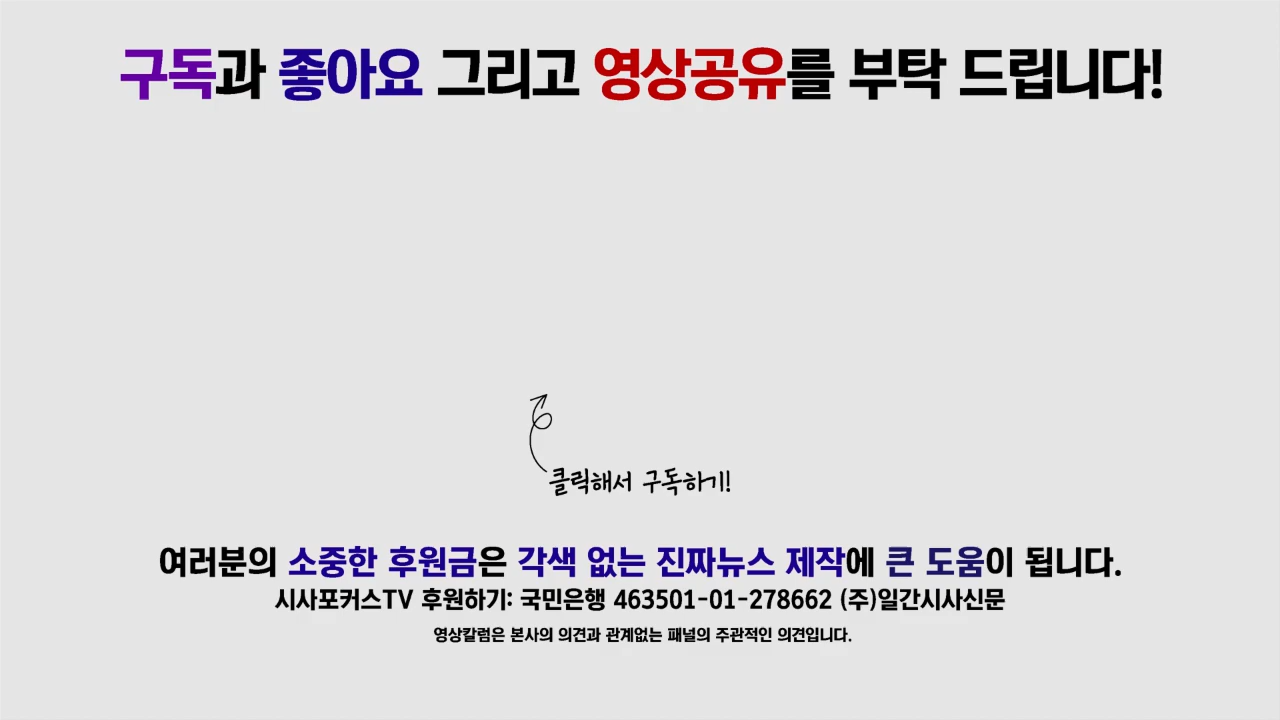 구독과 좋아요 그리고 영상공유를 부탁 드립니다!
클릭해서 구독하기!
여러분의 소중한 후원금은 각색 없는 진짜뉴스 제작에 큰 도움이 됩니다.
시사포커스TV 후원하기: 국민은행 463501-01-278662 (주)일간시사신문
영상칼럼은 본사의 의견과 관계없는 패널의 주관적인 의견입니다.